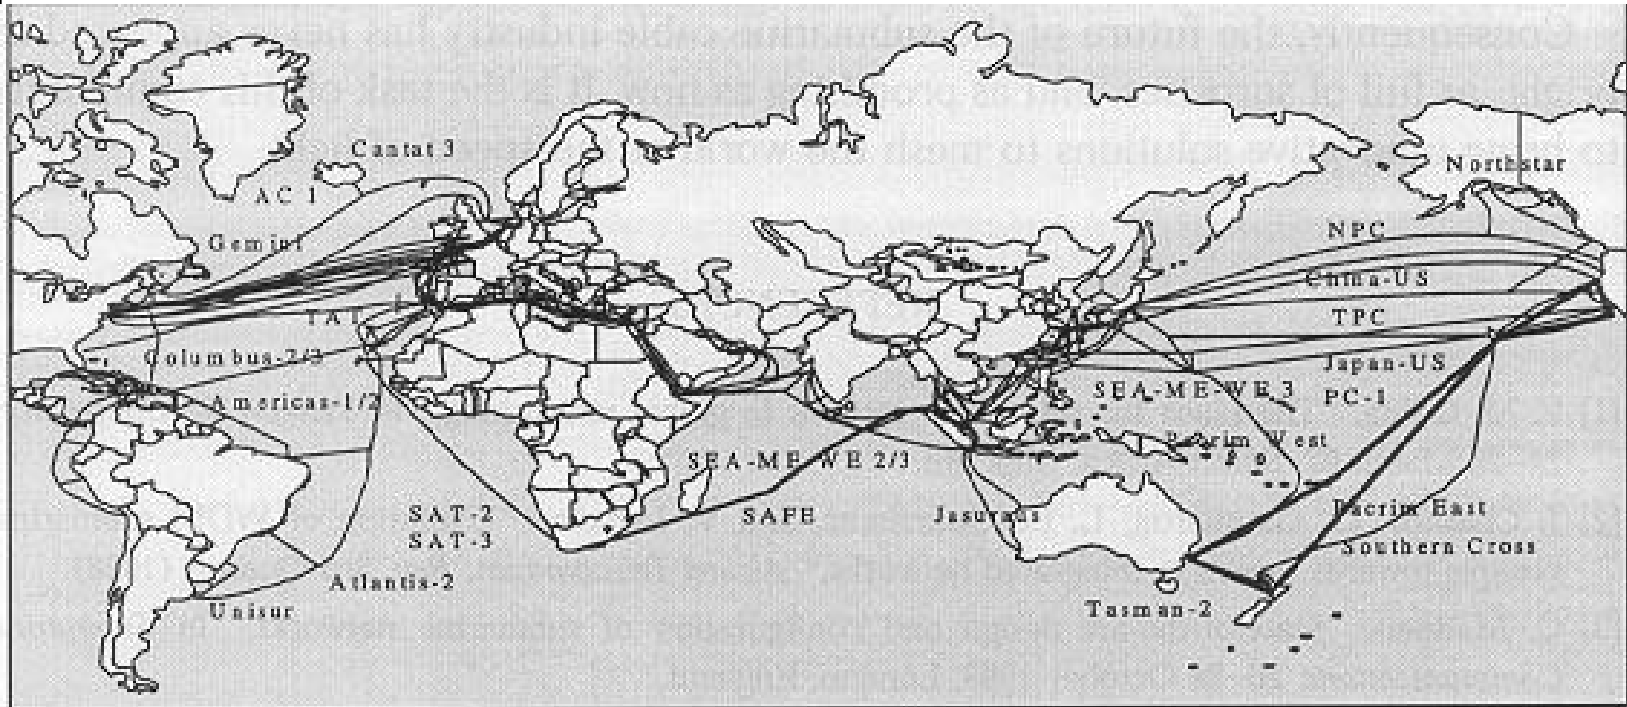 Cantat 3
AC 1
Gemini
TAT
Columbus-2/3
Americas-1/2
SAT-2
SAT-3
Atlantis-2
Unisur
SEA-ME-WE 2/3
SAFE
Jasuraus
Northstar
NPC
China-US
TPC
Japan-US
SEA-ME-WE 3
PC-1
Pacrim West
Pacrim East
Southern Cross
Tasman-2